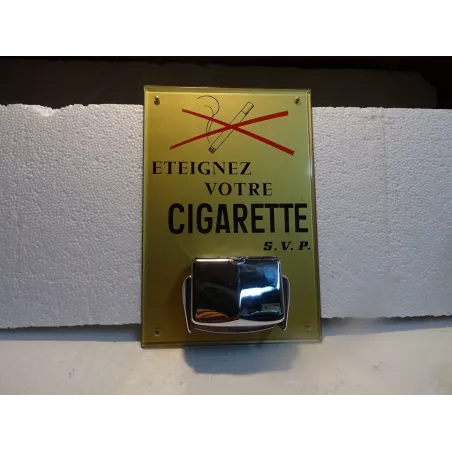 ETEIGNEZ
VOTRE
CIGARETTE
S.V.P.